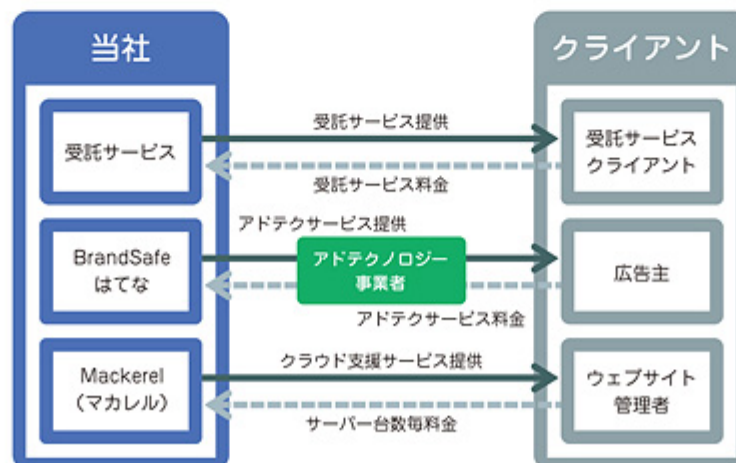 当社
クライアント
受託サービス
受託サービス提供
受託サービス料金
受託サービス
クライアント
BrandSafe
はてな
アドテクサービス提供
アドテクノロジー
事業者
アドテクサービス料金
広告主
Mackerel
（マカレル）
クラウド支援サービス提供
サーバー台数毎料金
ウェブサイト
管理者